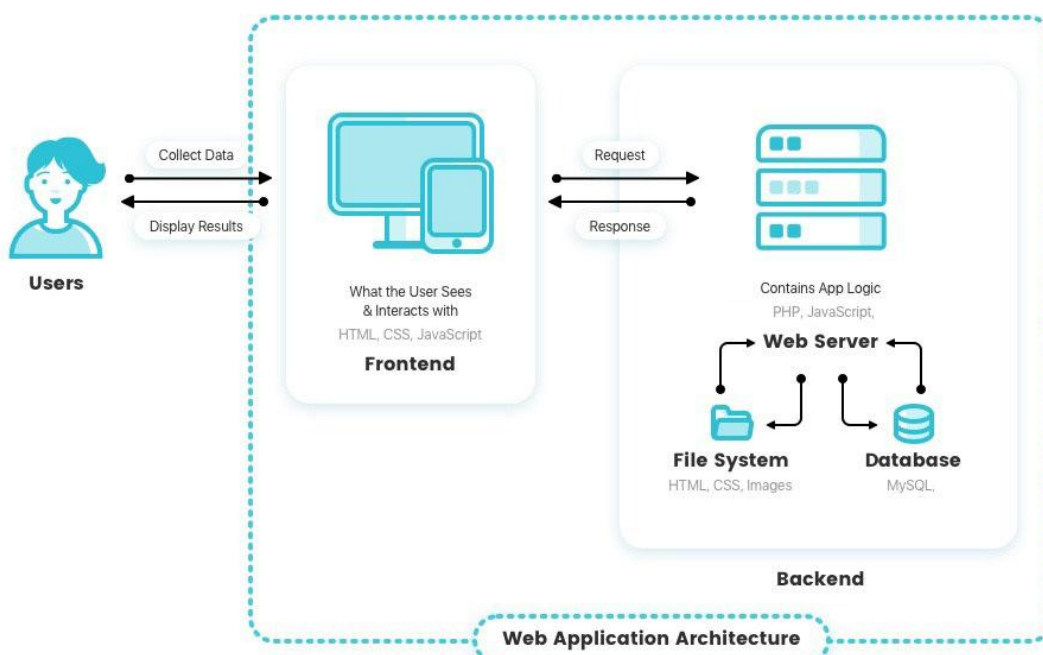 Collect Data
Display Results
Users
What the User Sees
& Interacts with
HTML, CSS, JavaScript
Frontend
Request
Response
Contains App Logic
PHP, JavaScript,
Web Server
File System
HTML, CSS, Images
Database
MySQL,
Backend
Web Application Architecture